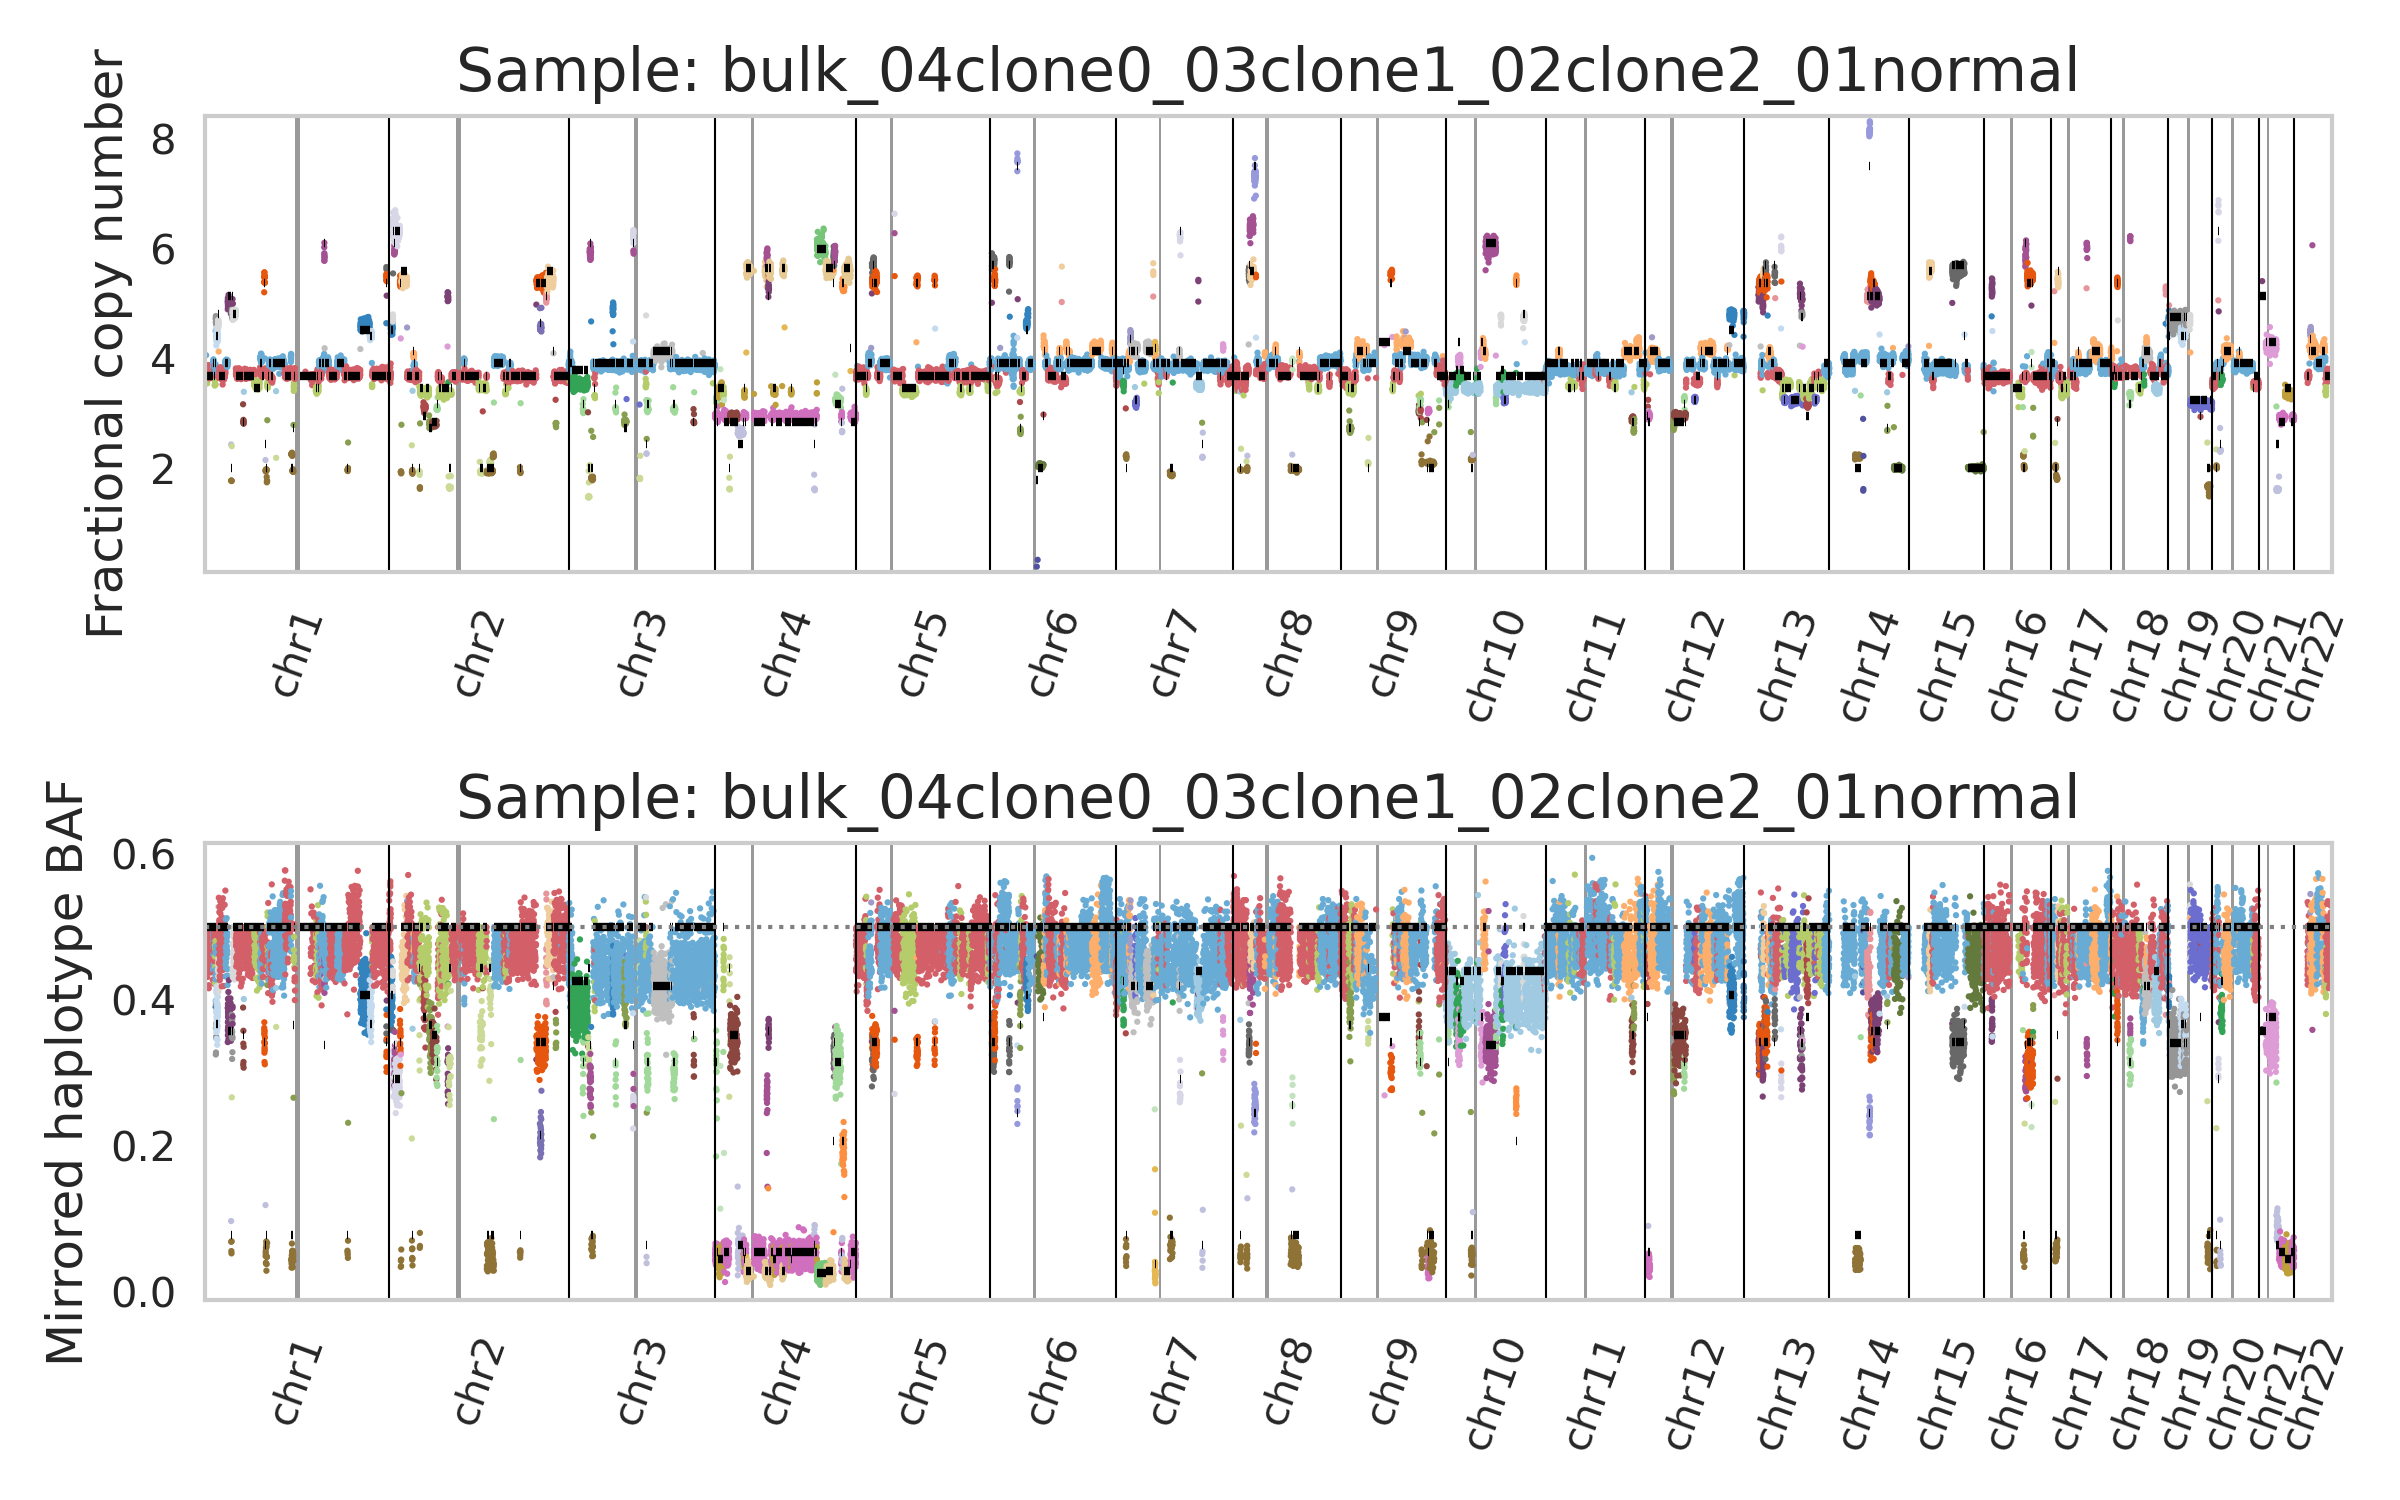 Sample: bulk_04clone0_03clone1_02clone2_01normal
Fractional copy number
8
6
4
2
chr1 chr2 chr3 chr4 chr5 chr6 chr7 chr8 chr9 chr10 chr11 chr12 chr13 chr14 chr15 chr16 chr17 chr18 chr19 chr20 chr21 chr22
Sample: bulk_04clone0_03clone1_02clone2_01normal
Mirrored haplotype BAF
0.6
0.4
0.2
0.0
chr1 chr2 chr3 chr4 chr5 chr6 chr7 chr8 chr9 chr10 chr11 chr12 chr13 chr14 chr15 chr16 chr17 chr18 chr19 chr20 chr21 chr22